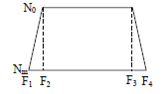 N₀
Nₘ
F₁ F₂ F₃ F₄